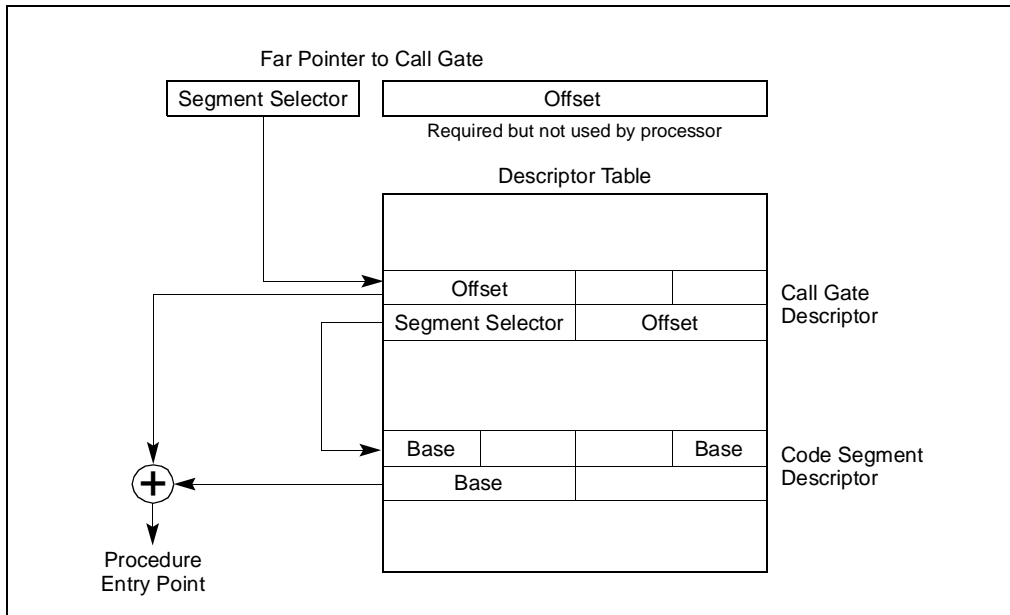 Far Pointer to Call Gate
Segment Selector
Offset
Required but not used by processor
Descriptor Table
Offset
Call Gate
Descriptor
Segment Selector
Offset
Base
Base
Code Segment
Descriptor
Base
Procedure
Entry Point